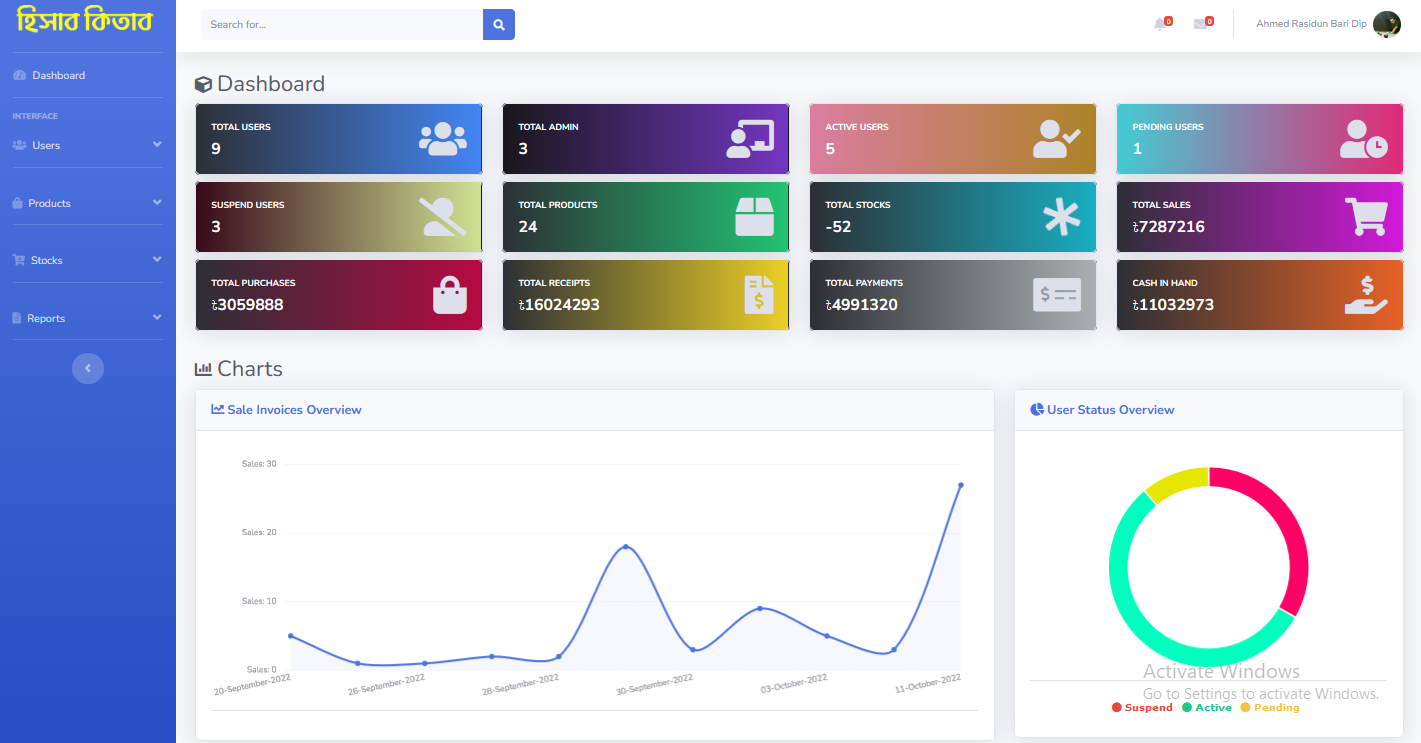 হিসাব কিতাব
Search for...
0
0
Ahmed Rasidun Bari Dip
Dashboard
INTERFACE
Users
Products
Stocks
Reports
Dashboard
TOTAL USERS
9
TOTAL ADMIN
3
ACTIVE USERS
5
PENDING USERS
1
SUSPEND USERS
3
TOTAL PRODUCTS
24
TOTAL STOCKS
-52
TOTAL SALES
৳7287216
TOTAL PURCHASES
৳3059888
TOTAL RECEIPTS
৳16024293
TOTAL PAYMENTS
৳4991320
CASH IN HAND
৳11032973
Charts
Sale Invoices Overview
Sales: 30
Sales: 20
Sales: 10
Sales: 0
20-September-2022
26-September-2022
28-September-2022
30-September-2022
03-October-2022
11-October-2022
User Status Overview
Activate Windows
Go to Settings to activate Windows.
Suspend Active Pending